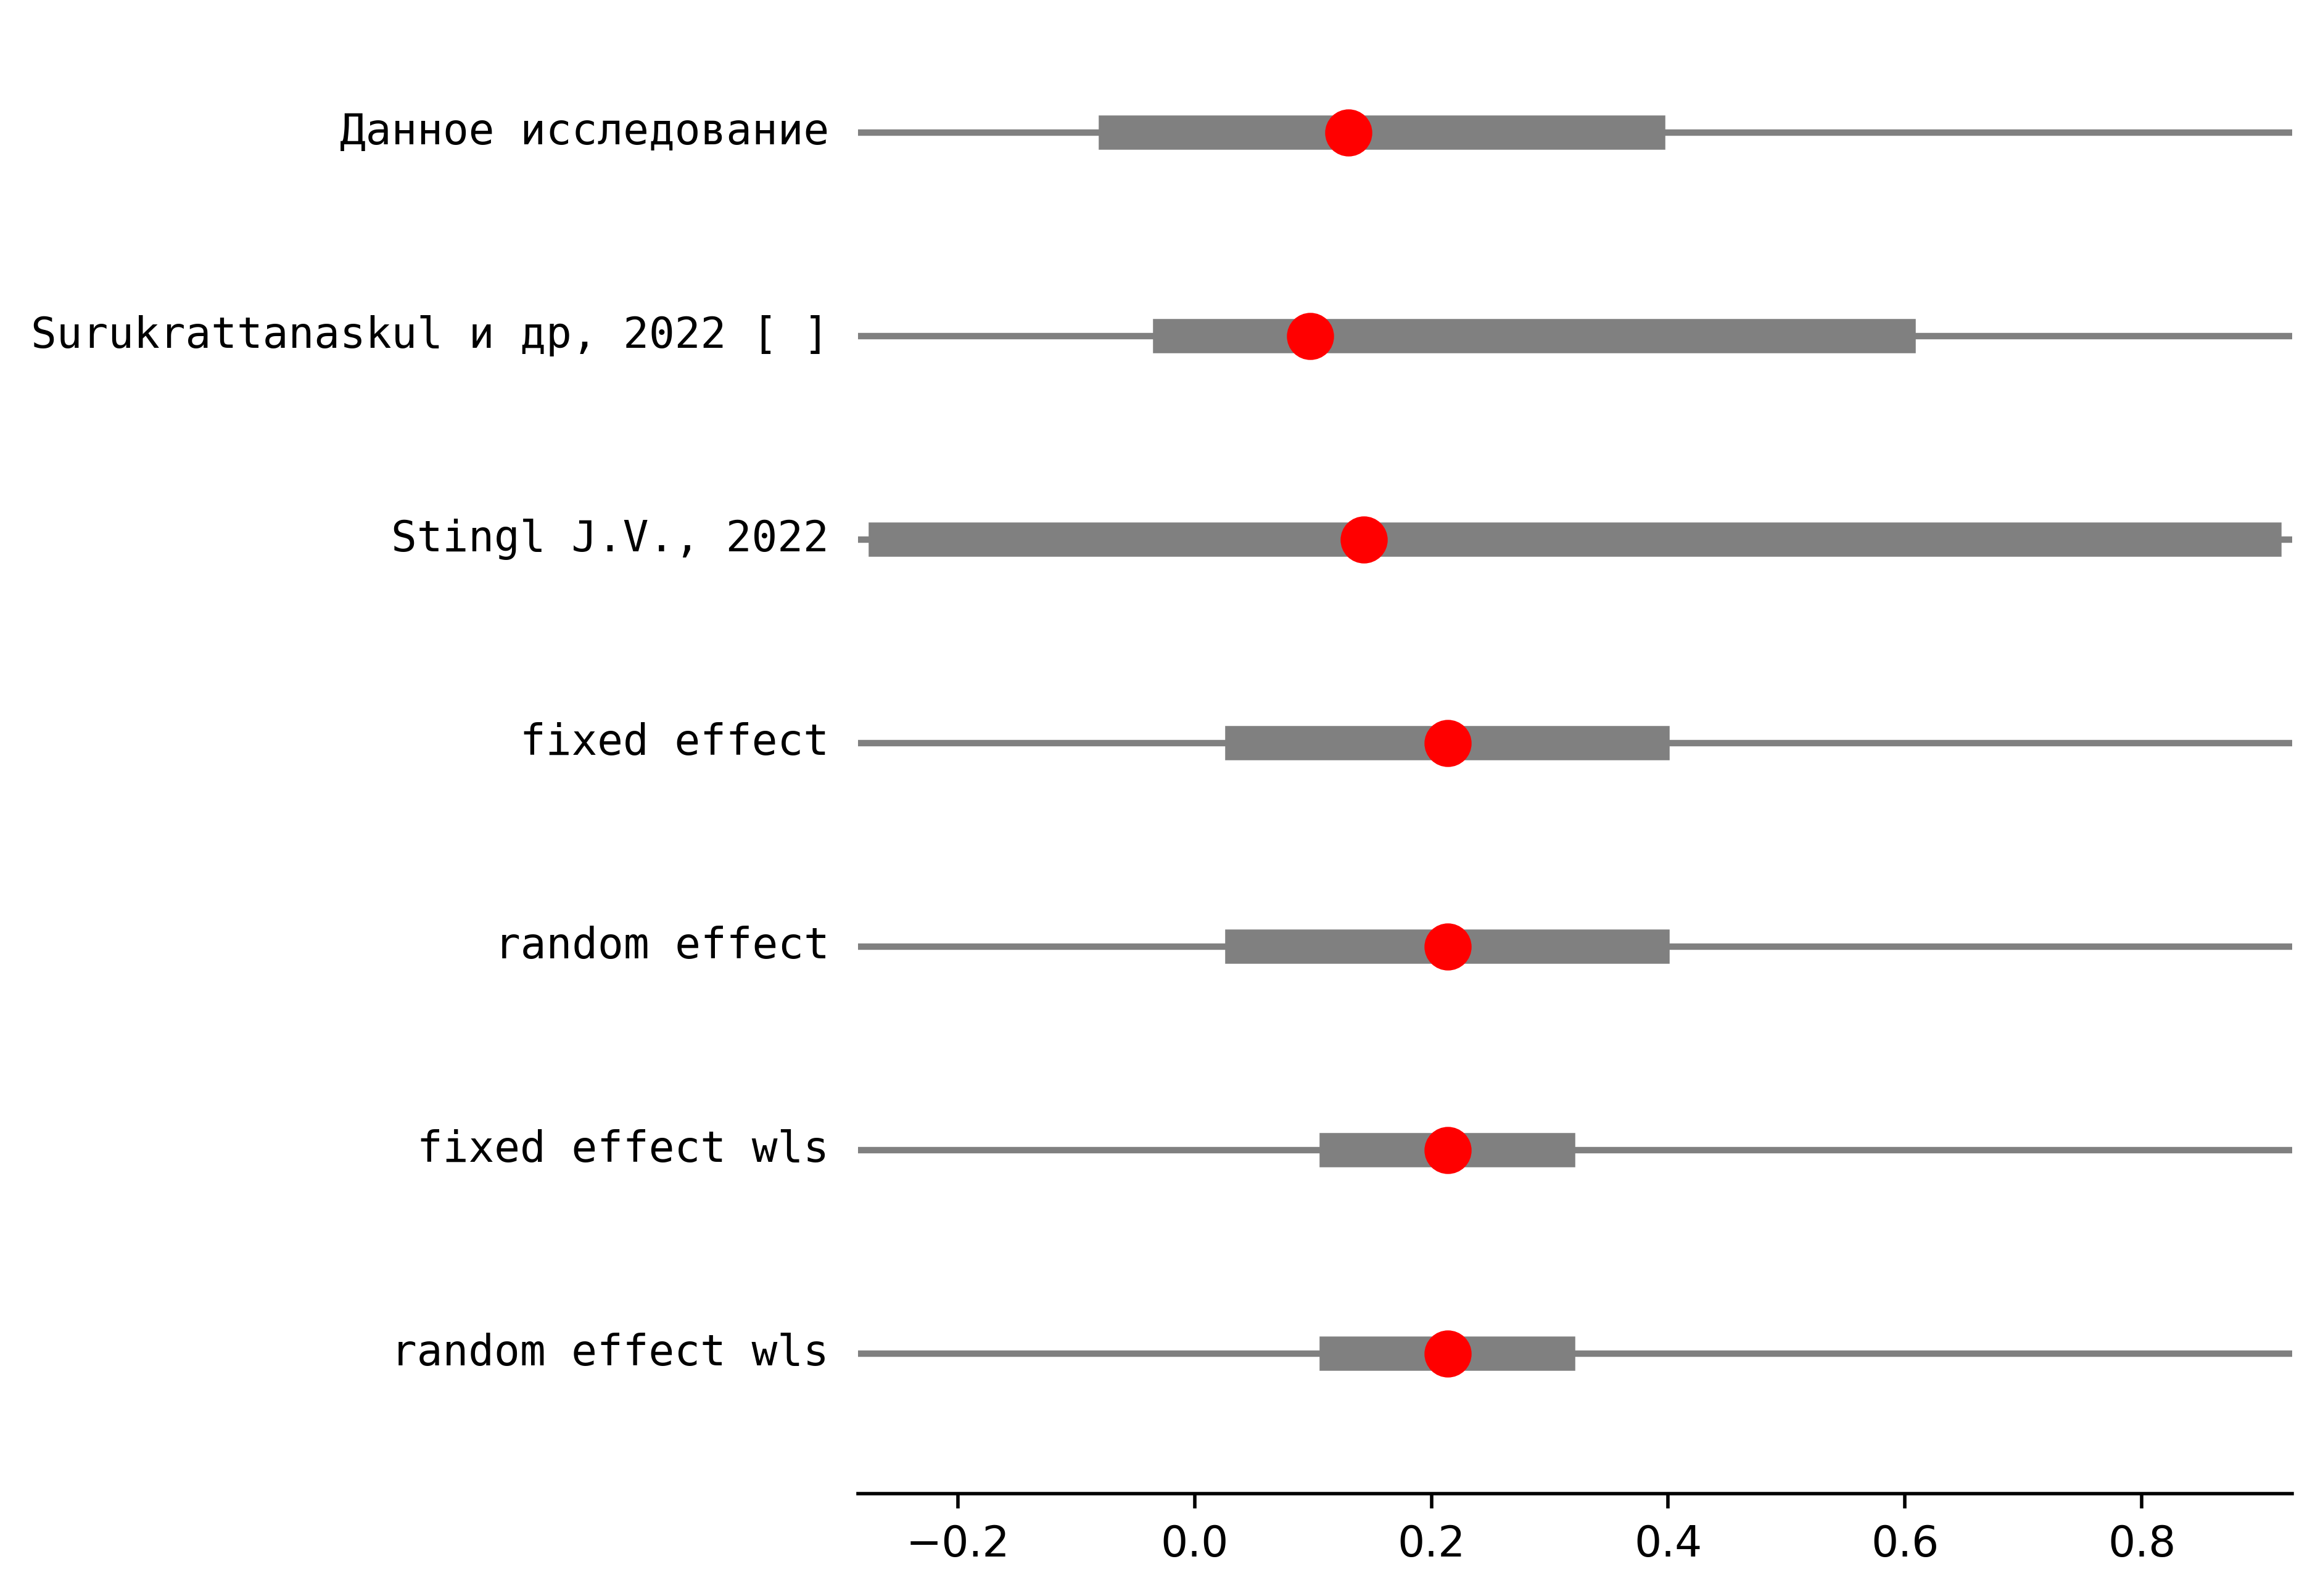 Данное исследование
Surukrattanaskul и др, 2022 [ ]
Stingl J.V., 2022
fixed effect
random effect
fixed effect wls
random effect wls
−0.2 0.0 0.2 0.4 0.6 0.8